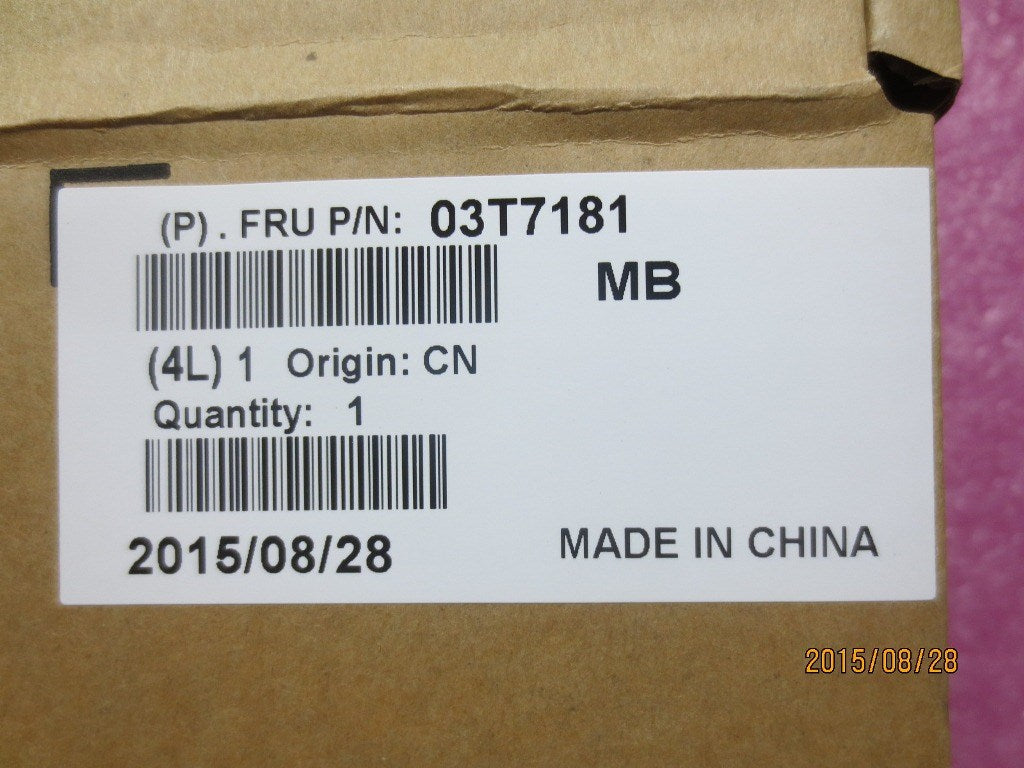 (P) . FRU P/N: 03T7181
MB
(4L) 1 Origin: CN
Quantity: 1
2015/08/28
MADE IN CHINA
2015/08/28